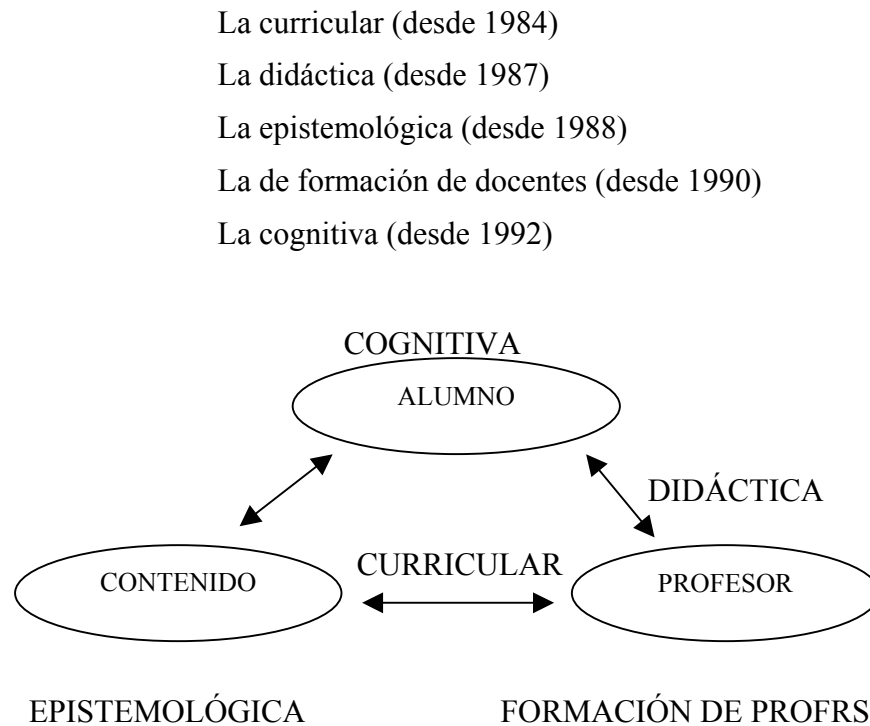 La curricular (desde 1984)
La didáctica (desde 1987)
La epistemológica (desde 1988)
La de formación de docentes (desde 1990)
La cognitiva (desde 1992)
COGNITIVA
ALUMNO
DIDÁCTICA
CURRICULAR
CONTENIDO
PROFESOR
EPISTEMOLÓGICA
FORMACIÓN DE PROFRS